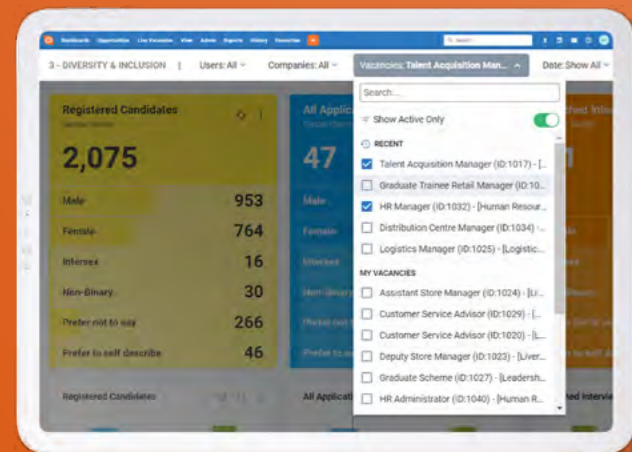 Dashboards Opportunities Live Vacancies View Admin Reports History Favourites
Search
3 - DIVERSITY & INCLUSION | Users: All Companies: All Vacancies: Talent Acquisition Man... Date: Show All
Search...
Show Active Only
RECENT
Talent Acquisition Manager (ID:1017) - [...
Graduate Trainee Retail Manager (ID:10...
HR Manager (ID:1032) - [Human Resour...
Distribution Centre Manager (ID:1034) -...
Logistics Manager (ID:1025) - [Logistic...
MY VACANCIES
Assistant Store Manager (ID:1024) - [Li...
Customer Service Advisor (ID:1029) - [...
Customer Service Advisor (ID:1020) - [L...
Deputy Store Manager (ID:1023) - [Liver...
Graduate Scheme (ID:1027) - [Leadersh...
HR Administrator (ID:1040) - [Human R...
Registered Candidates
2,075
Male 953
Female 764
Intersex 16
Non-Binary 30
Prefer not to say 266
Prefer to self describe 46
All Applic
47
Male
Female
Intersex
Non-Binary
Prefer not
Prefer to se
Registered Candidates
All Applicati